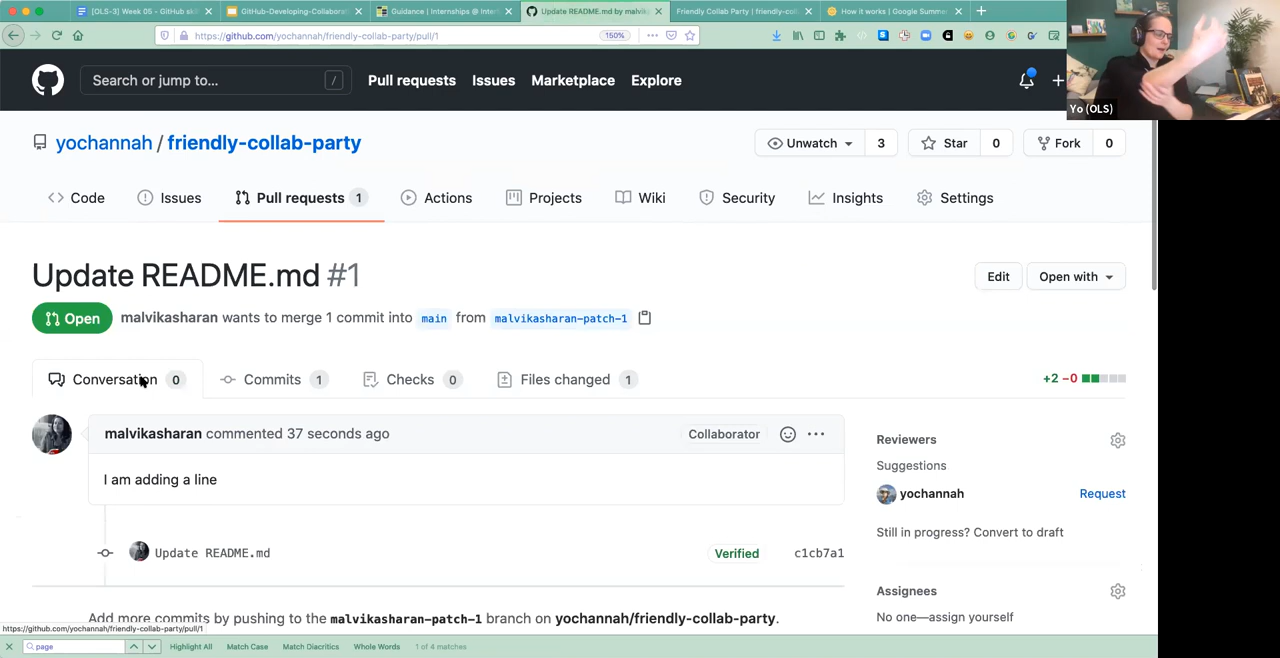 [OLS-3] Week 05 - GitHub ski
GitHub-Developing-Collabora
Guidance | Internships @ Inter
Update README.md by malvik
Friendly Collab Party | friendly-co
How it works | Google Summe
https://github.com/yochannah/friendly-collab-party/pull/1
150%
Search or jump to...
/
Pull requests
Issues
Marketplace
Explore
Yo (OLS)
yochannah / friendly-collab-party
Unwatch 3
Star 0
Fork 0
Code
Issues
Pull requests 1
Actions
Projects
Wiki
Security
Insights
Settings
Update README.md #1
Edit
Open with
Open
malvikasharan wants to merge 1 commit into main from malvikasharan-patch-1
Conversation 0
Commits 1
Checks 0
Files changed 1
+2 −0
malvikasharan commented 37 seconds ago
Collaborator
I am adding a line
Update README.md
Verified
c1cb7a1
Add more commits by pushing to the malvikasharan-patch-1 branch on yochannah/friendly-collab-party.
Reviewers
Suggestions
yochannah
Request
Still in progress? Convert to draft
Assignees
No one—assign yourself
https://github.com/yochannah/friendly-collab-party/pull/1
page
Highlight All
Match Case
Match Diacritics
Whole Words
1 of 4 matches